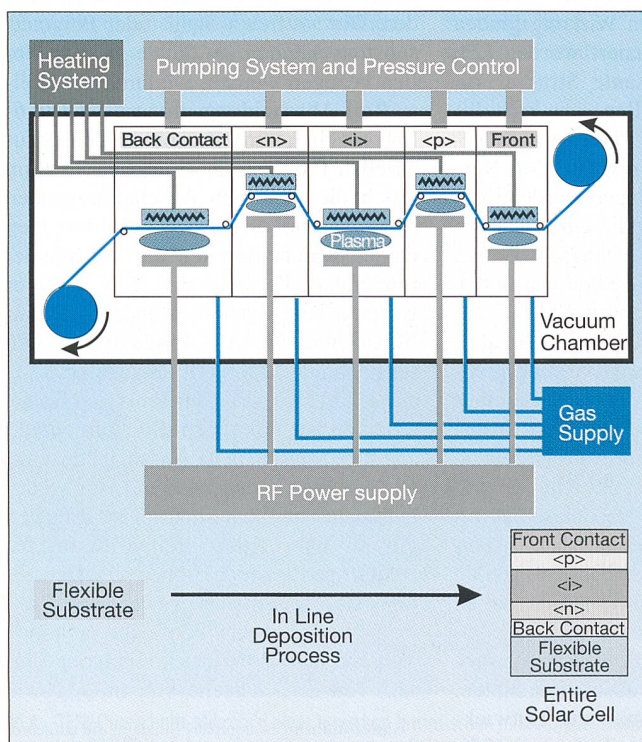 Heating
System
Pumping System and Pressure Control
Back Contact
<n>
<i>
<p>
Front
Plasma
Vacuum
Chamber
Gas
Supply
RF Power supply
Flexible
Substrate
In Line
Deposition
Process
Front Contact
<p>
<i>
<n>
Back Contact
Flexible
Substrate
Entire
Solar Cell